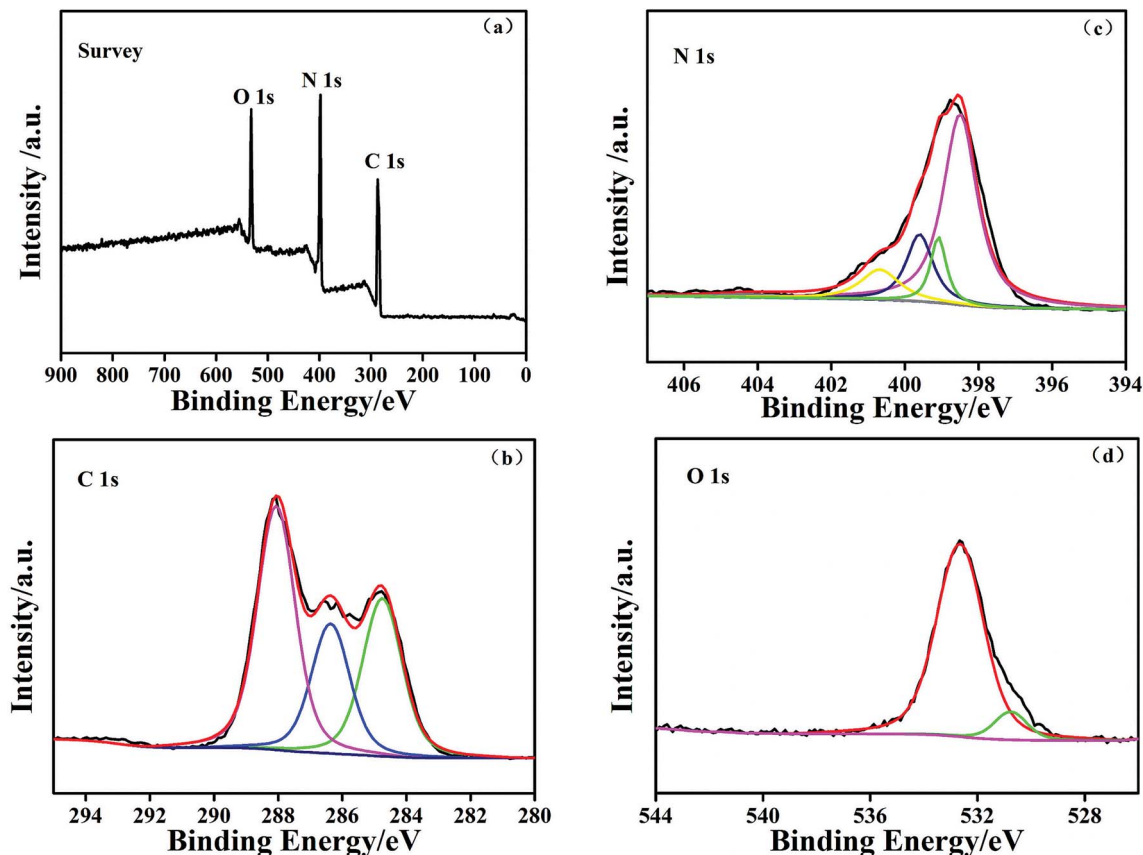 (a)
Survey
O 1s
N 1s
C 1s
Intensity /a.u.
900 800 700 600 500 400 300 200 100 0
Binding Energy/eV
(c)
N 1s
Intensity /a.u.
406 404 402 400 398 396 394
Binding Energy/eV
(b)
C 1s
Intensity/a.u.
294 292 290 288 286 284 282 280
Binding Energy/eV
(d)
O 1s
Intensity/a.u.
544 540 536 532 528
Binding Energy/eV